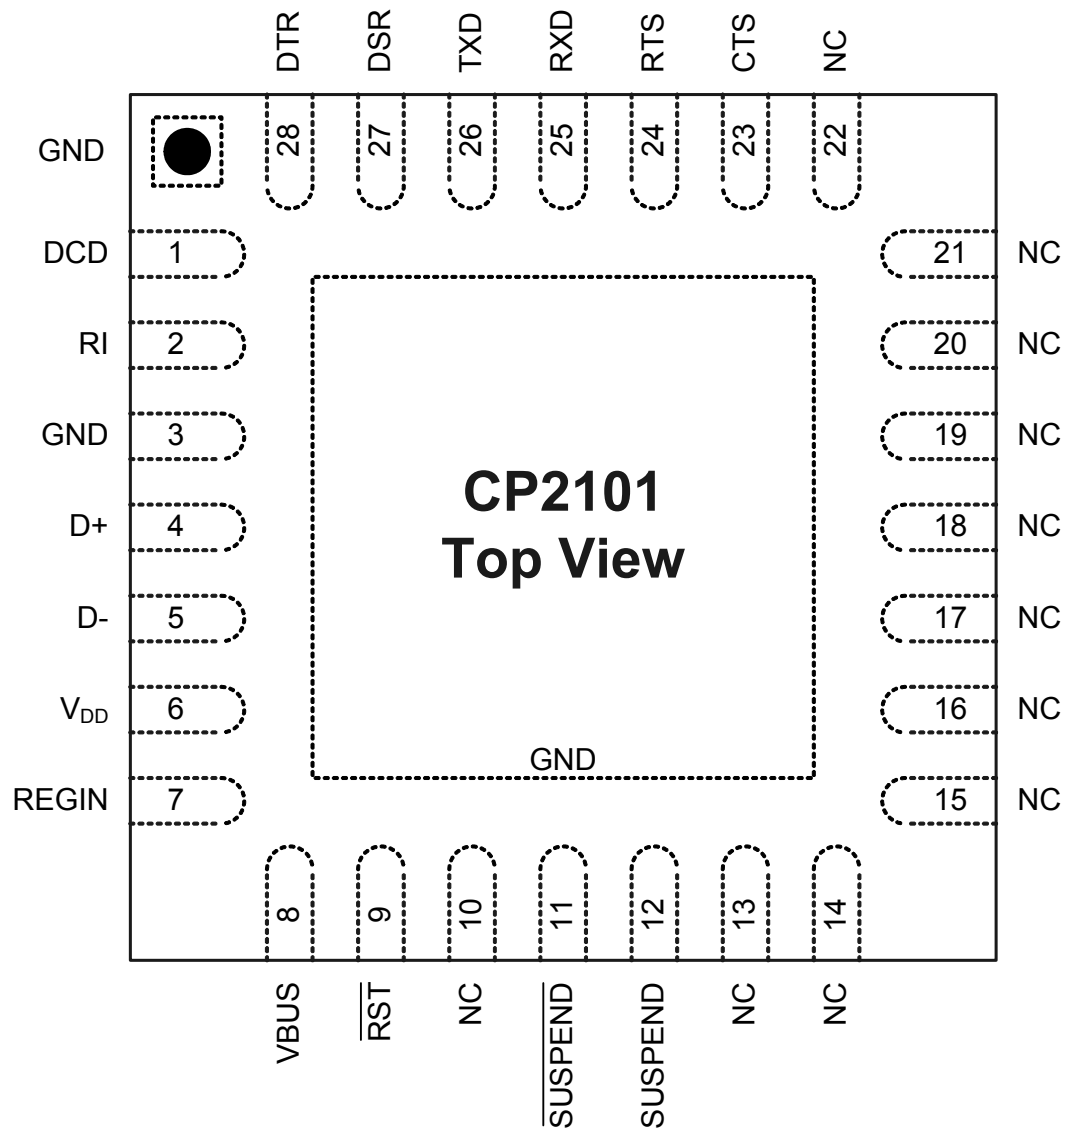 DTR
DSR
TXD
RXD
RTS
CTS
NC
28
27
26
25
24
23
22
GND
DCD
1
RI
2
GND
3
D+
4
D-
5
VDD
6
REGIN
7
21
NC
20
NC
19
NC
18
NC
17
NC
16
NC
15
NC
CP2101
Top View
GND
8
9
10
11
12
13
14
VBUS
RST
NC
SUSPEND
SUSPEND
NC
NC